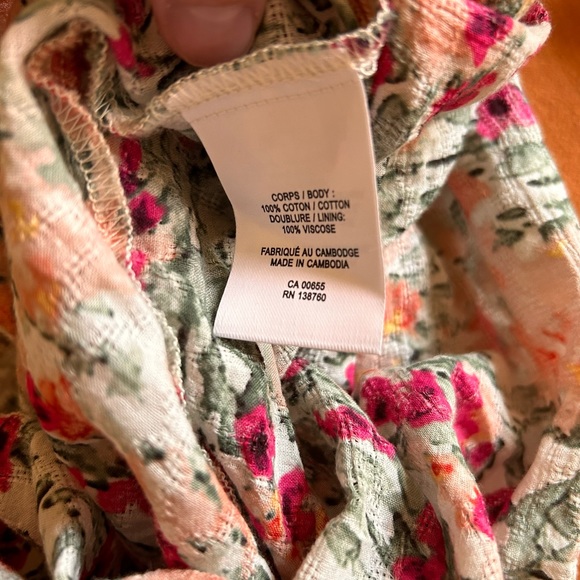 CORPS / BODY :
100% COTON / COTTON
DOUBLURE / LINING:
100% VISCOSE
FABRIQUÉ AU CAMBODGE
MADE IN CAMBODIA
CA 00655
RN 138760